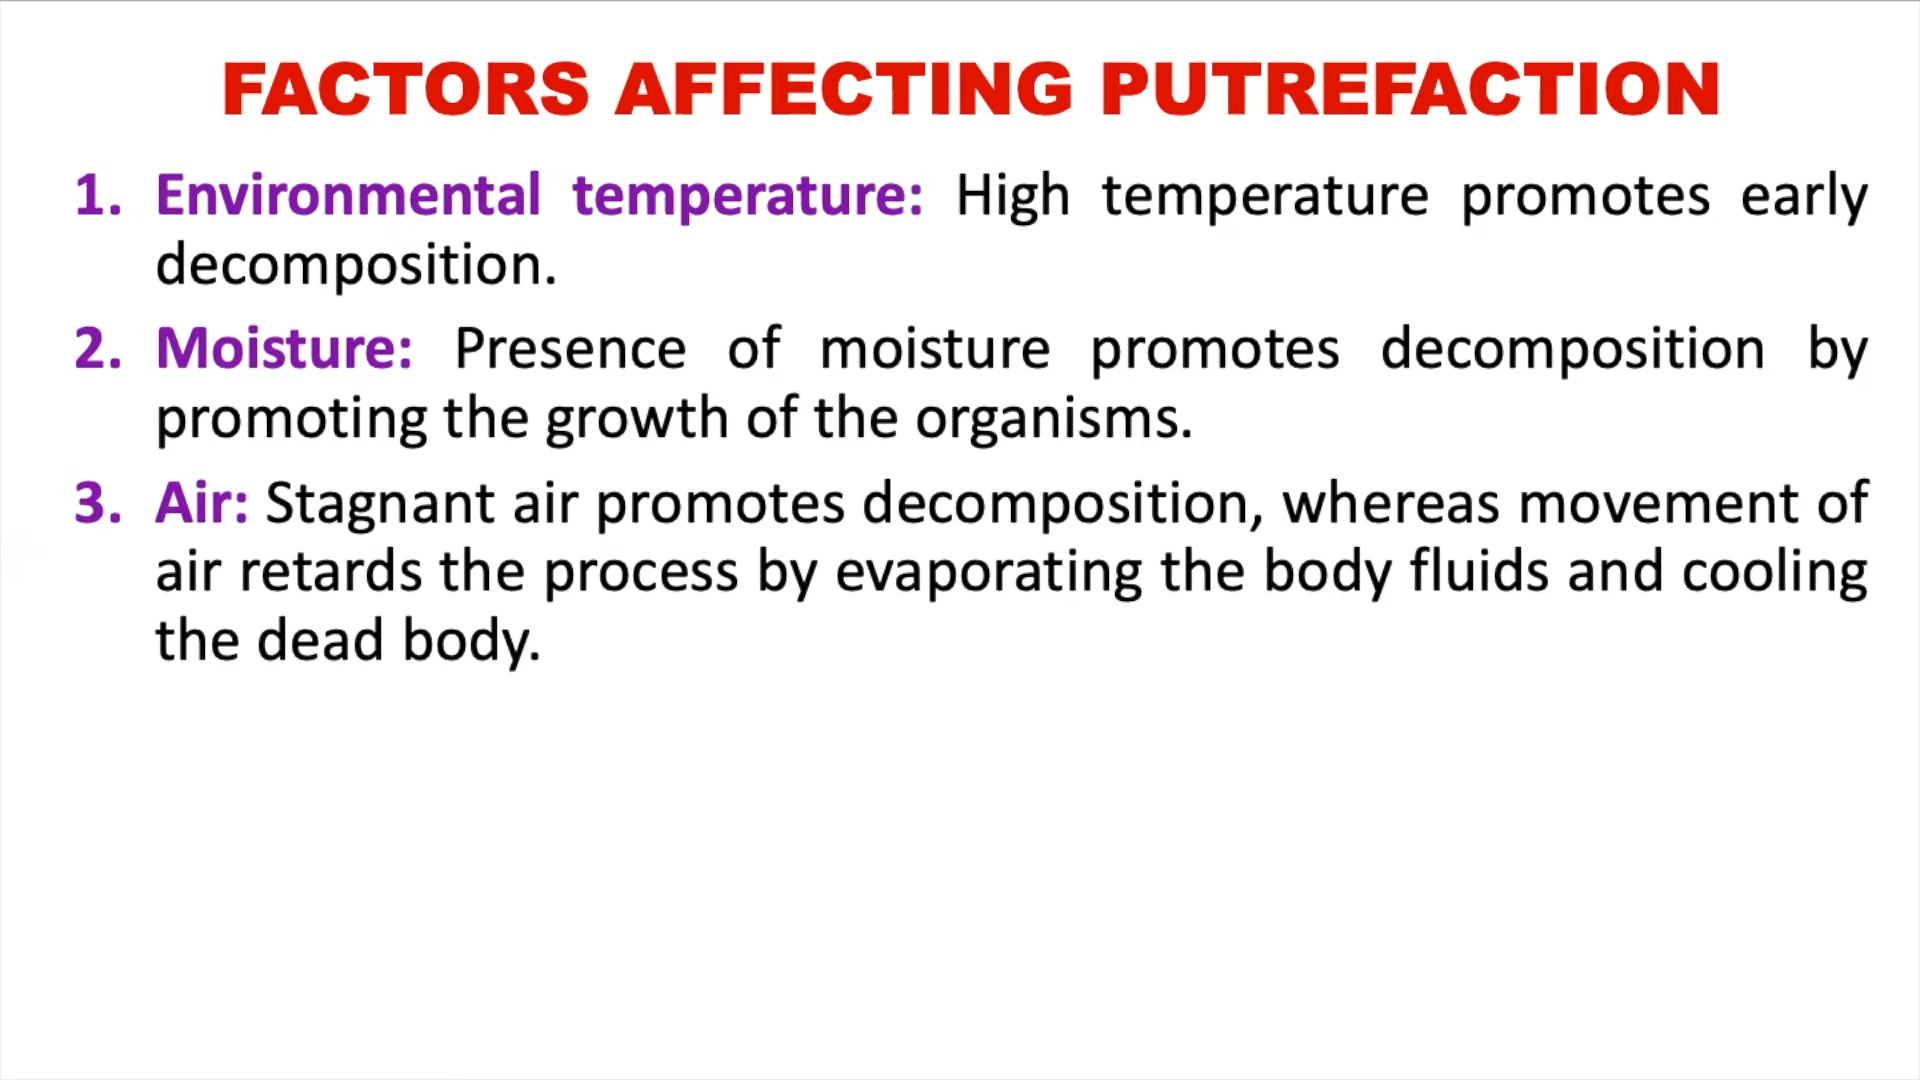 FACTORS AFFECTING PUTREFACTION
1. Environmental temperature: High temperature promotes early
decomposition.
2. Moisture: Presence of moisture promotes decomposition by
promoting the growth of the organisms.
3. Air: Stagnant air promotes decomposition, whereas movement of
air retards the process by evaporating the body fluids and cooling
the dead body.